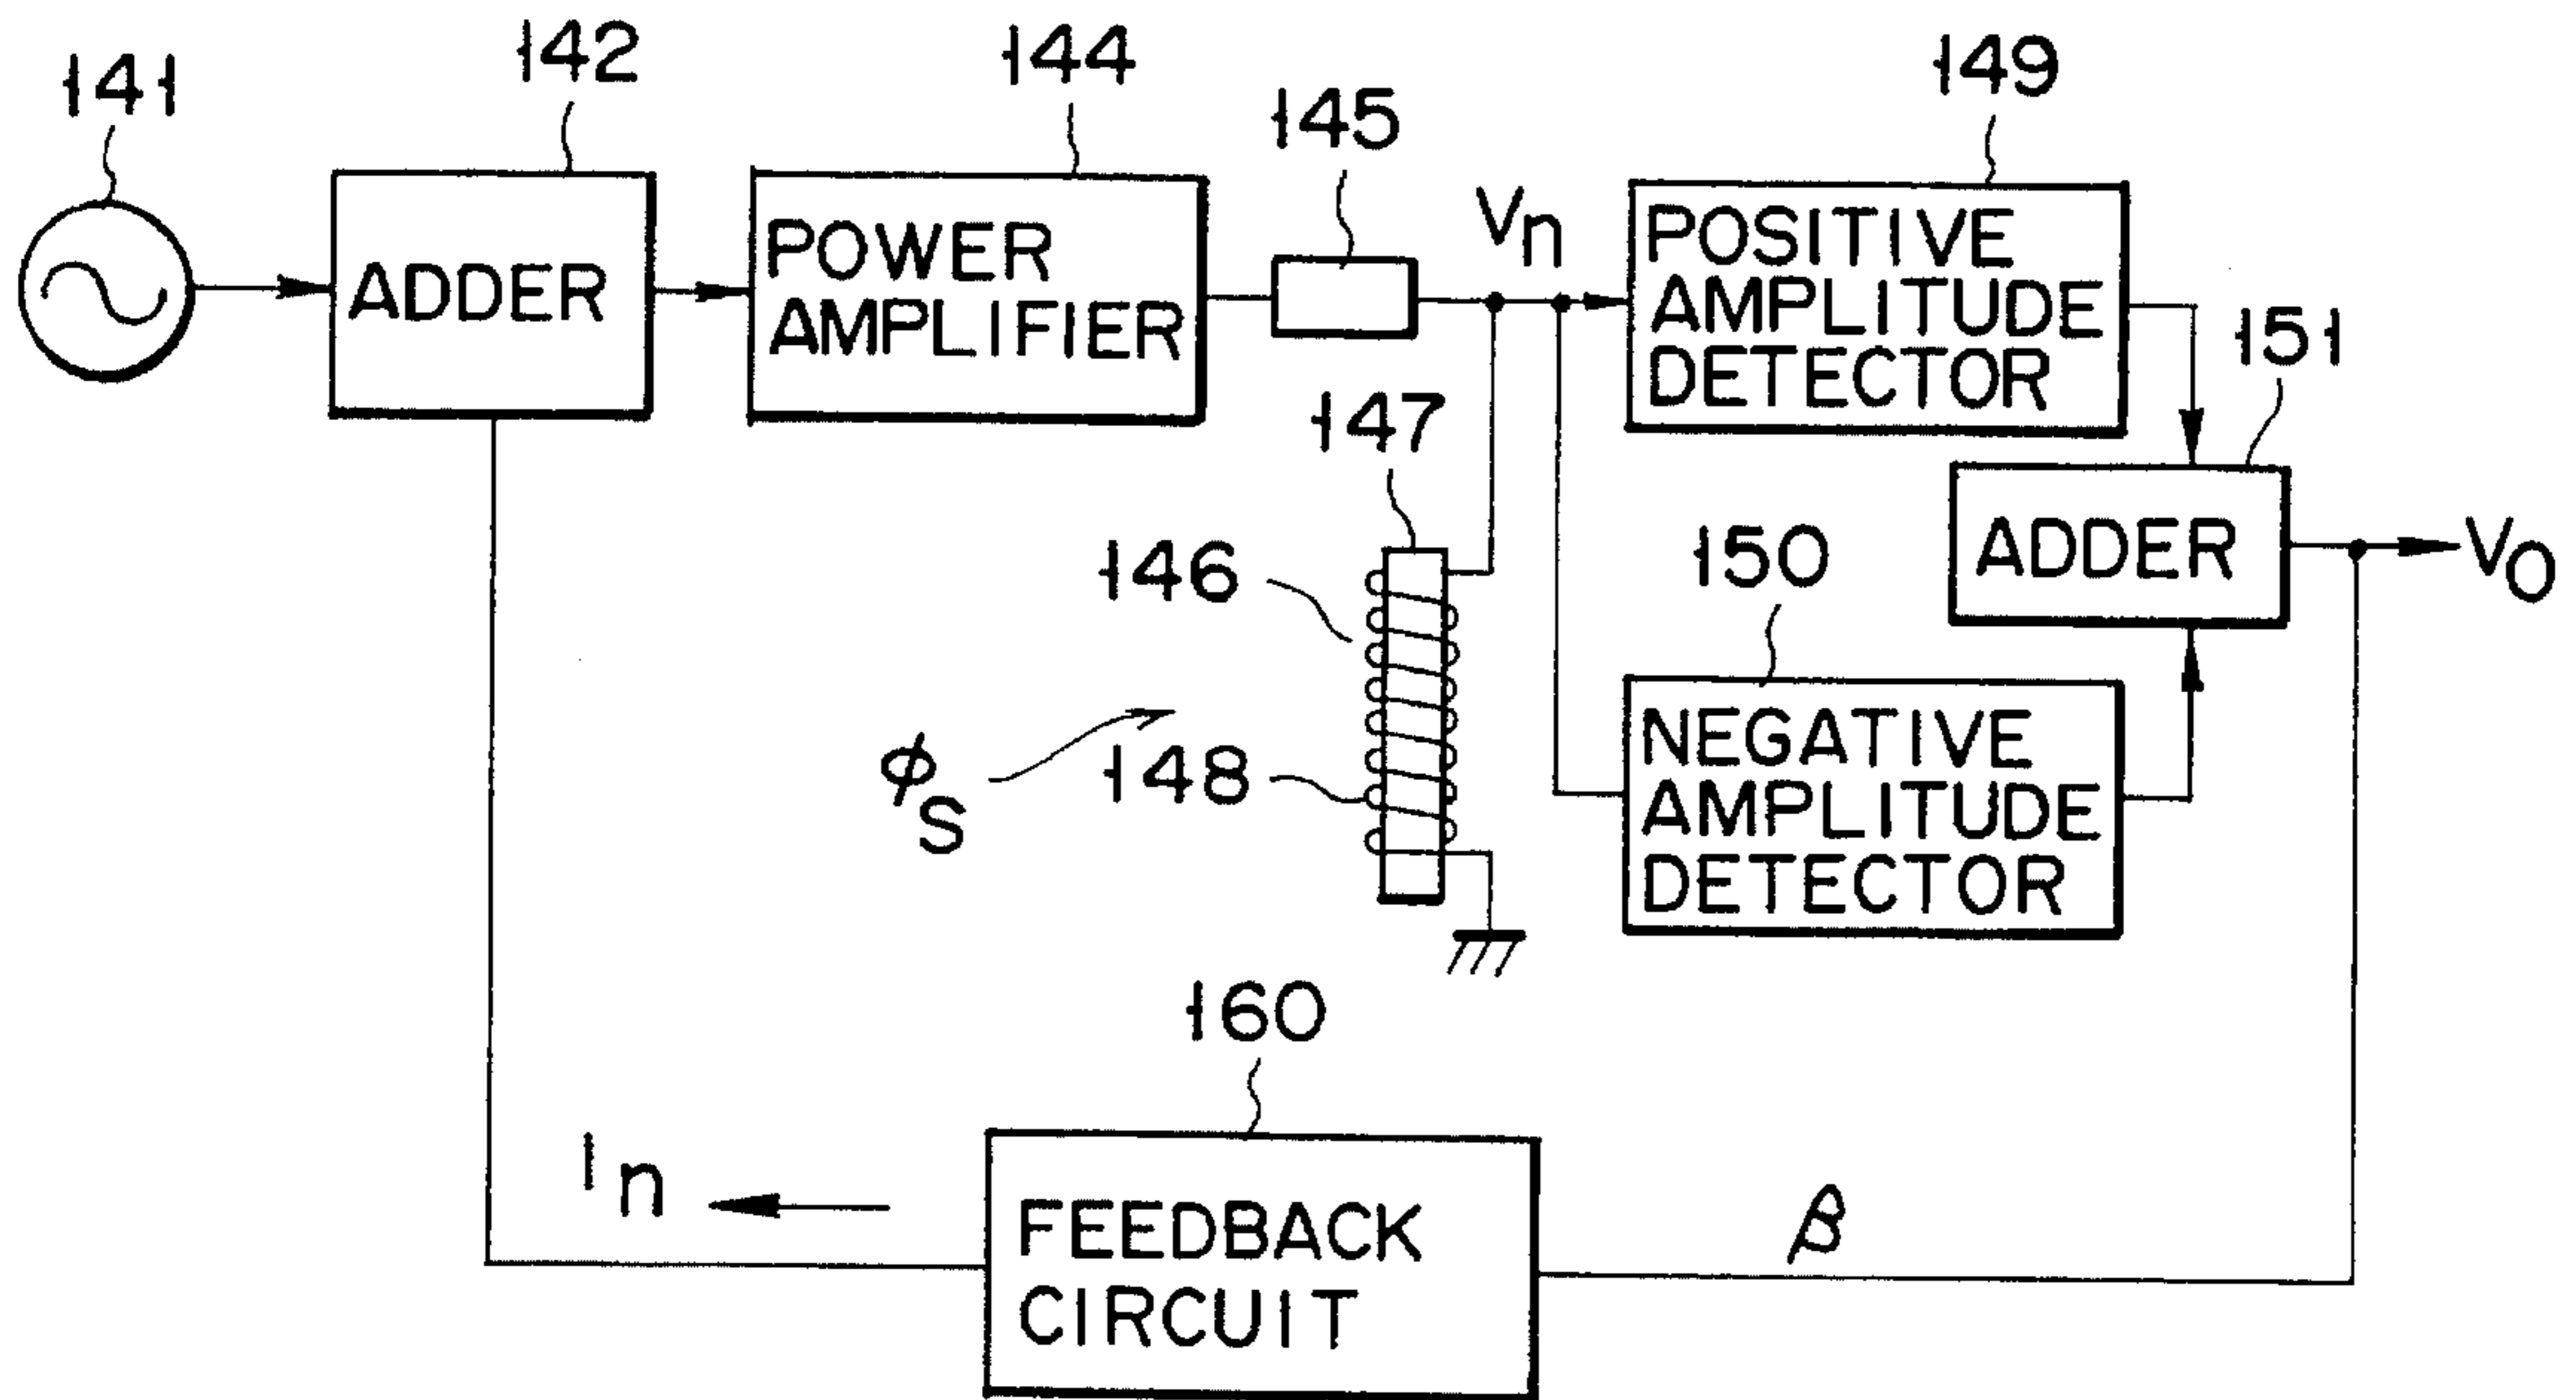 141
142
ADDER
144
POWER
AMPLIFIER
145
Vn
149
POSITIVE
AMPLITUDE
DETECTOR
151
ADDER
VO
147
146
148
ϕS
150
NEGATIVE
AMPLITUDE
DETECTOR
160
FEEDBACK
CIRCUIT
In
β